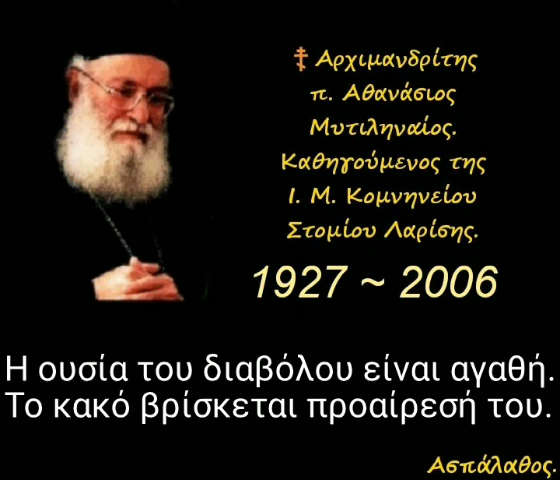 ☦ Αρχιμανδρίτης
π. Αθανάσιος
Μυτιληναίος.
Καθηγούμενος της
Ι. Μ. Κομνηνείου
Στομίου Λαρίσης.
1927 ~ 2006
Η ουσία του διαβόλου είναι αγαθή.
Το κακό βρίσκεται προαίρεσή του.
Ασπάλαθος.